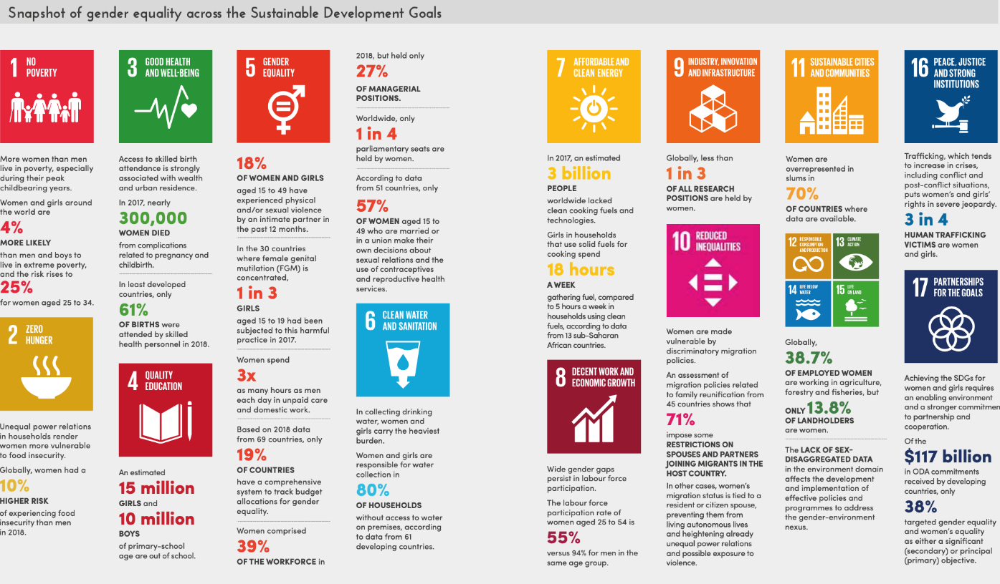 Snapshot of gender equality across the Sustainable Development Goals
1 NO
POVERTY
More women than men
live in poverty, especially
during their peak
childbearing years.
Women and girls around
the world are
4%
MORE LIKELY
than men and boys to
live in extreme poverty,
and the risk rises to
25%
for women aged 25 to 34.
2 ZERO
HUNGER
Unequal power relations
in households render
women more vulnerable
to food insecurity.
Globally, women had a
10%
HIGHER RISK
of experiencing food
insecurity than men
in 2018.
3 GOOD HEALTH
AND WELL-BEING
Access to skilled birth
attendance is strongly
associated with wealth
and urban residence.
In 2017, nearly
300,000
WOMEN DIED
from complications
related to pregnancy and
childbirth.
In least developed
countries, only
61%
OF BIRTHS were
attended by skilled
health personnel in 2018.
4 QUALITY
EDUCATION
An estimated
15 million
GIRLS and
10 million
BOYS
of primary-school
age are out of school.
5 GENDER
EQUALITY
18%
OF WOMEN AND GIRLS
aged 15 to 49 have
experienced physical
and/or sexual violence
by an intimate partner in
the past 12 months.
In the 30 countries
where female genital
mutilation (FGM) is
concentrated,
1 in 3
GIRLS
aged 15 to 19 had been
subjected to this harmful
practice in 2017.
Women spend
3x
as many hours as men
each day in unpaid care
and domestic work.
Based on 2018 data
from 69 countries, only
19%
OF COUNTRIES
have a comprehensive
system to track budget
allocations for gender
equality.
Women comprised
39%
OF THE WORKFORCE in
2018, but held only
27%
OF MANAGERIAL
POSITIONS.
Worldwide, only
1 in 4
parliamentary seats are
held by women.
According to data
from 51 countries, only
57%
OF WOMEN aged 15 to
49 who are married or
in a union make their
own decisions about
sexual relations and the
use of contraceptives
and reproductive health
services.
6 CLEAN WATER
AND SANITATION
In collecting drinking
water, women and
girls carry the heaviest
burden.
Women and girls are
responsible for water
collection in
80%
OF HOUSEHOLDS
without access to water
on premises, according
to data from 61
developing countries.
7 AFFORDABLE AND
CLEAN ENERGY
In 2017, an estimated
3 billion
PEOPLE
worldwide lacked
clean cooking fuels and
technologies.
Girls in households
that use solid fuels for
cooking spend
18 hours
A WEEK
gathering fuel, compared
to 5 hours a week in
households using clean
fuels, according to data
from 13 sub-Saharan
African countries.
8 DECENT WORK AND
ECONOMIC GROWTH
Wide gender gaps
persist in labour force
participation.
The labour force
participation rate of
women aged 25 to 54 is
55%
versus 94% for men in the
same age group.
9 INDUSTRY, INNOVATION
AND INFRASTRUCTURE
Globally, less than
1 in 3
OF ALL RESEARCH
POSITIONS are held by
women.
10 REDUCED
INEQUALITIES
Women are made
vulnerable by
discriminatory migration
policies.
An assessment of
migration policies related
to family reunification from
45 countries shows that
71%
impose some
RESTRICTIONS ON
SPOUSES AND PARTNERS
JOINING MIGRANTS IN THE
HOST COUNTRY.
In other cases, women's
migration status is tied to a
resident or citizen spouse,
preventing them from
living autonomous lives
and heightening already
unequal power relations
and possible exposure to
violence.
11 SUSTAINABLE CITIES
AND COMMUNITIES
Women are
overrepresented in
slums in
70%
OF COUNTRIES where
data are available.
12 RESPONSIBLE
CONSUMPTION
AND PRODUCTION
13 CLIMATE
ACTION
14 LIFE BELOW
WATER
15 LIFE
ON LAND
Globally,
38.7%
OF EMPLOYED WOMEN
are working in agriculture,
forestry and fisheries, but
ONLY 13.8%
OF LANDHOLDERS
are women.
The LACK OF SEX-
DISAGGREGATED DATA
in the environment domain
affects the development
and implementation of
effective policies and
programmes to address
the gender-environment
nexus.
16 PEACE, JUSTICE
AND STRONG
INSTITUTIONS
Trafficking, which tends
to increase in crises,
including conflict and
post-conflict situations,
puts women's and girls'
rights in severe jeopardy.
3 in 4
HUMAN TRAFFICKING
VICTIMS are women
and girls.
17 PARTNERSHIPS
FOR THE GOALS
Achieving the SDGs for
women and girls requires
an enabling environment
and a stronger commitmen
to partnership and
cooperation.
Of the
$117 billion
in ODA commitments
received by developing
countries, only
38%
targeted gender equality
and women's equality
as either a significant
(secondary) or principal
(primary) objective.